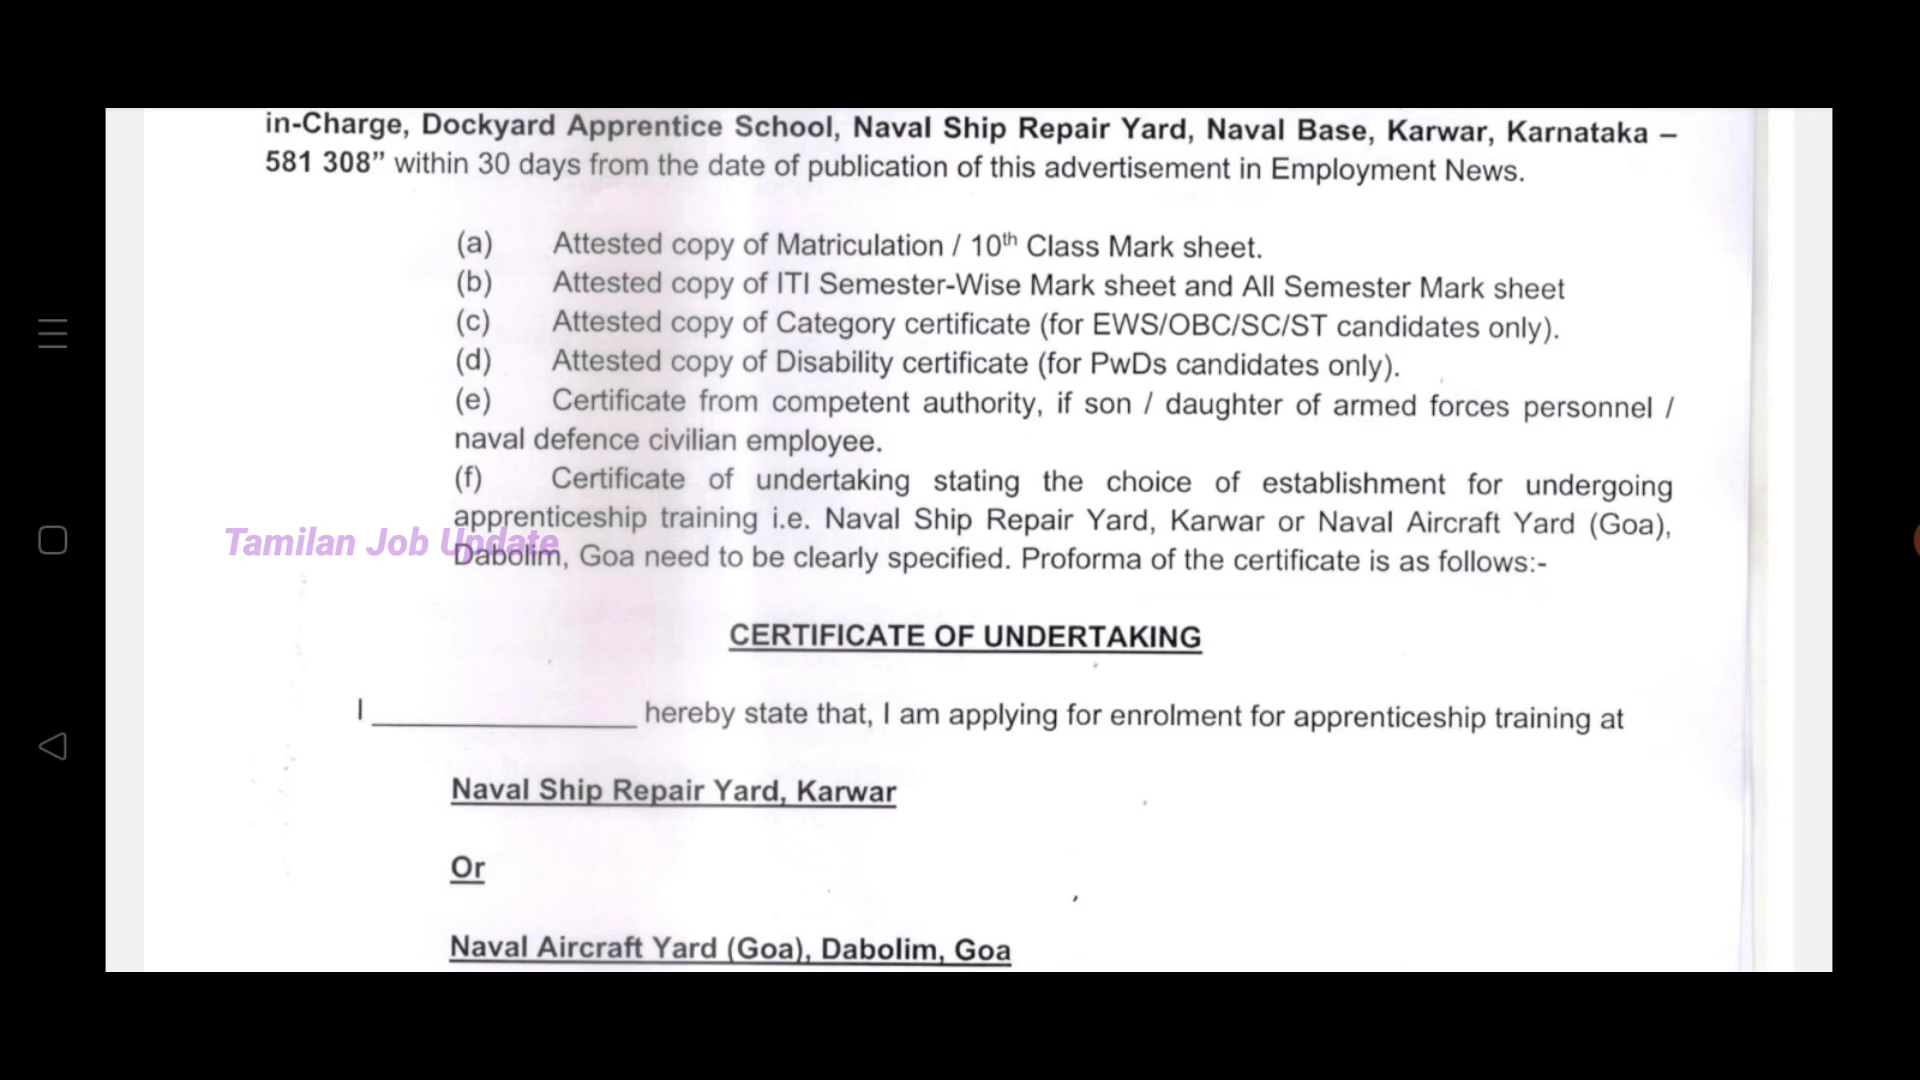 in-Charge, Dockyard Apprentice School, Naval Ship Repair Yard, Naval Base, Karwar, Karnataka –
581 308” within 30 days from the date of publication of this advertisement in Employment News.
(a) Attested copy of Matriculation / 10th Class Mark sheet.
(b) Attested copy of ITI Semester-Wise Mark sheet and All Semester Mark sheet
(c) Attested copy of Category certificate (for EWS/OBC/SC/ST candidates only).
(d) Attested copy of Disability certificate (for PwDs candidates only).
(e) Certificate from competent authority, if son / daughter of armed forces personnel /
naval defence civilian employee.
(f) Certificate of undertaking stating the choice of establishment for undergoing
apprenticeship training i.e. Naval Ship Repair Yard, Karwar or Naval Aircraft Yard (Goa),
Tamilan Job Update
Dabolim, Goa need to be clearly specified. Proforma of the certificate is as follows:-
CERTIFICATE OF UNDERTAKING
I ________________ hereby state that, I am applying for enrolment for apprenticeship training at
Naval Ship Repair Yard, Karwar
Or
Naval Aircraft Yard (Goa), Dabolim, Goa